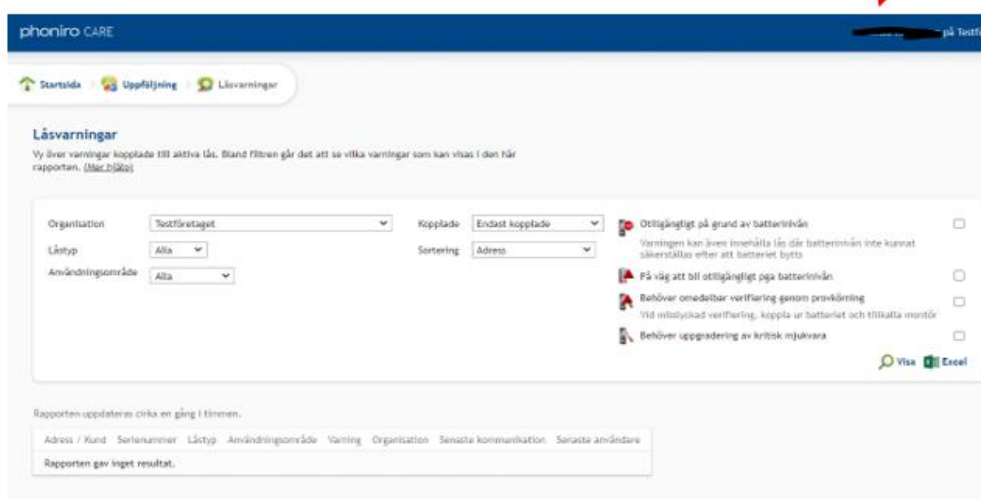 phoniro CARE
på Testf
Startsida Uppföljning Låsvarningar
Låsvarningar
Vy över varningar kopplade till aktiva lås. Bland filtren går det att se vilka varningar som kan visas i den här
rapporten. (Mer hjälp)
Organisation Testföretaget Kopplade Endast kopplade
Låstyp Alla Sortering Adress
Användningsområde Alla
Otillgängligt på grund av batterinivån
Varningen kan även innehålla lås där batterinivån inte kunnat
säkerställas efter att batteriet bytts
På väg att bli otillgängligt pga batterinivån
Behöver omedelbar verifiering genom provkörning
Vid misslyckad verifiering, koppla ur batteriet och tillkalla montör
Behöver uppgradering av kritisk mjukvara
Visa Excel
Rapporten uppdateras cirka en gång i timmen.
Adress / Kund Serienummer Låstyp Användningsområde Varning Organisation Senaste kommunikation Senaste användare
Rapporten gav inget resultat.